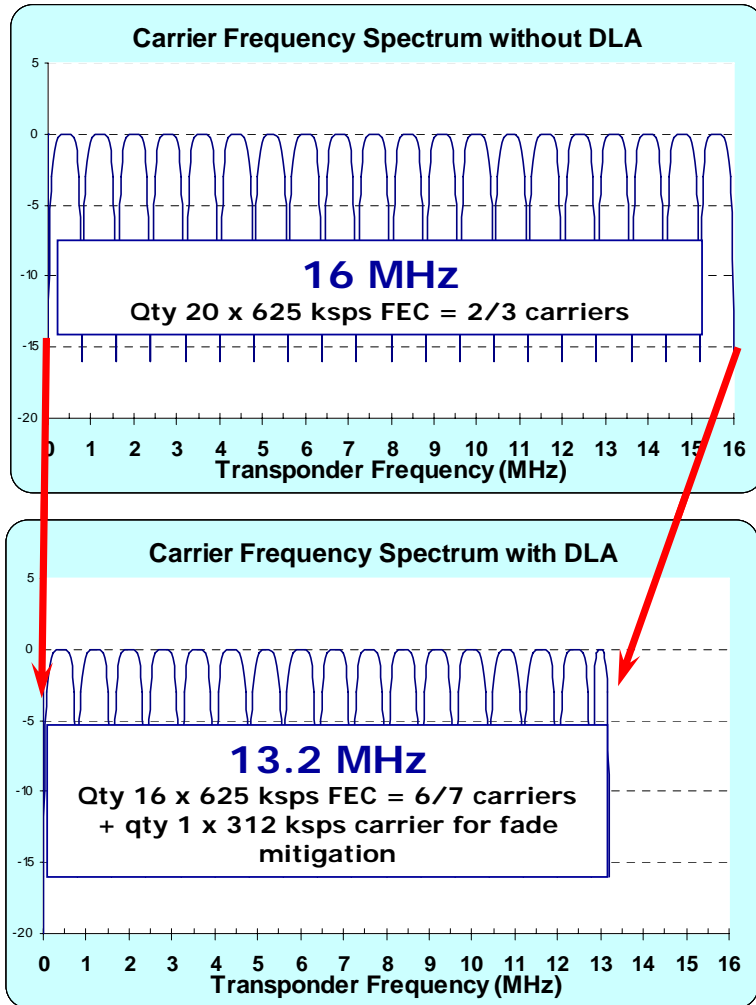 Carrier Frequency Spectrum without DLA
5
0
-5
-10
-15
-20
16 MHz
Qty 20 x 625 ksps FEC = 2/3 carriers
0 1 2 3 4 5 6 7 8 9 10 11 12 13 14 15 16
Transponder Frequency (MHz)
Carrier Frequency Spectrum with DLA
5
0
-5
-10
-15
-20
13.2 MHz
Qty 16 x 625 ksps FEC = 6/7 carriers
+ qty 1 x 312 ksps carrier for fade
mitigation
0 1 2 3 4 5 6 7 8 9 10 11 12 13 14 15 16
Transponder Frequency (MHz)